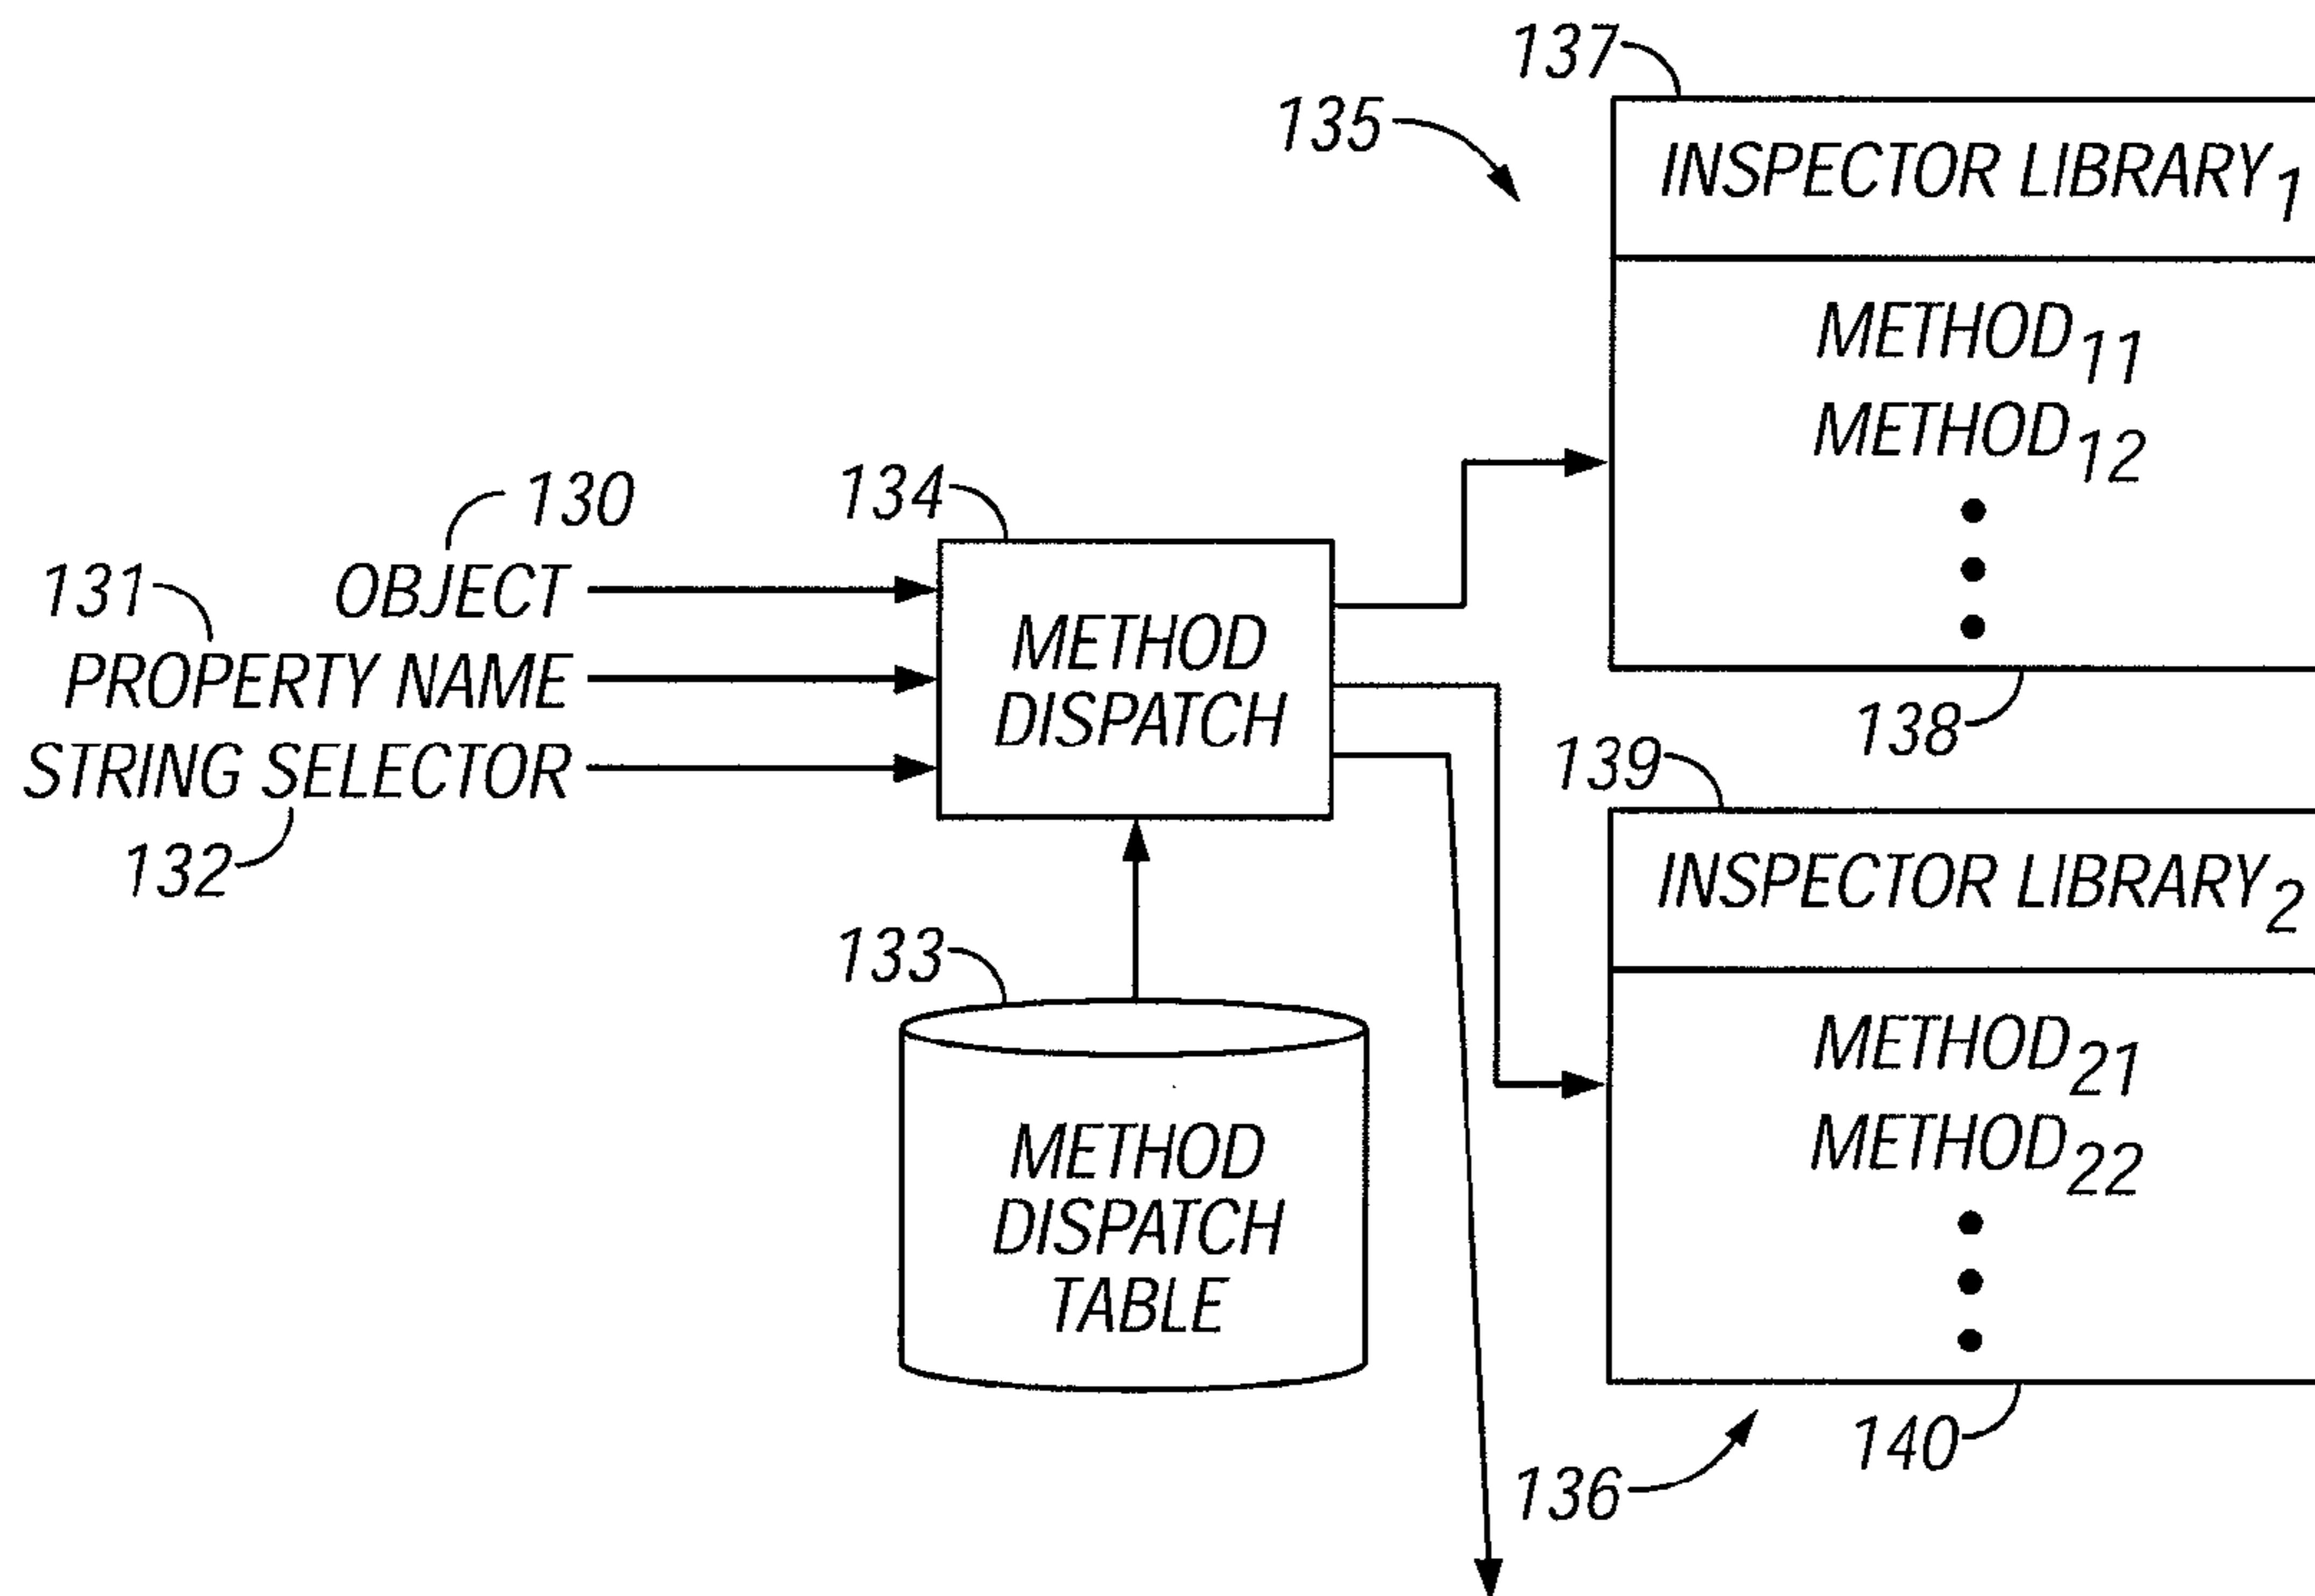 137
135
INSPECTOR LIBRARY1
METHOD11
METHOD12
138
130
OBJECT
131
PROPERTY NAME
STRING SELECTOR
132
134
METHOD
DISPATCH
133
METHOD
DISPATCH
TABLE
139
INSPECTOR LIBRARY2
METHOD21
METHOD22
140
136